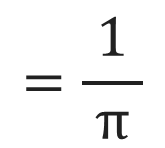 = 1/π